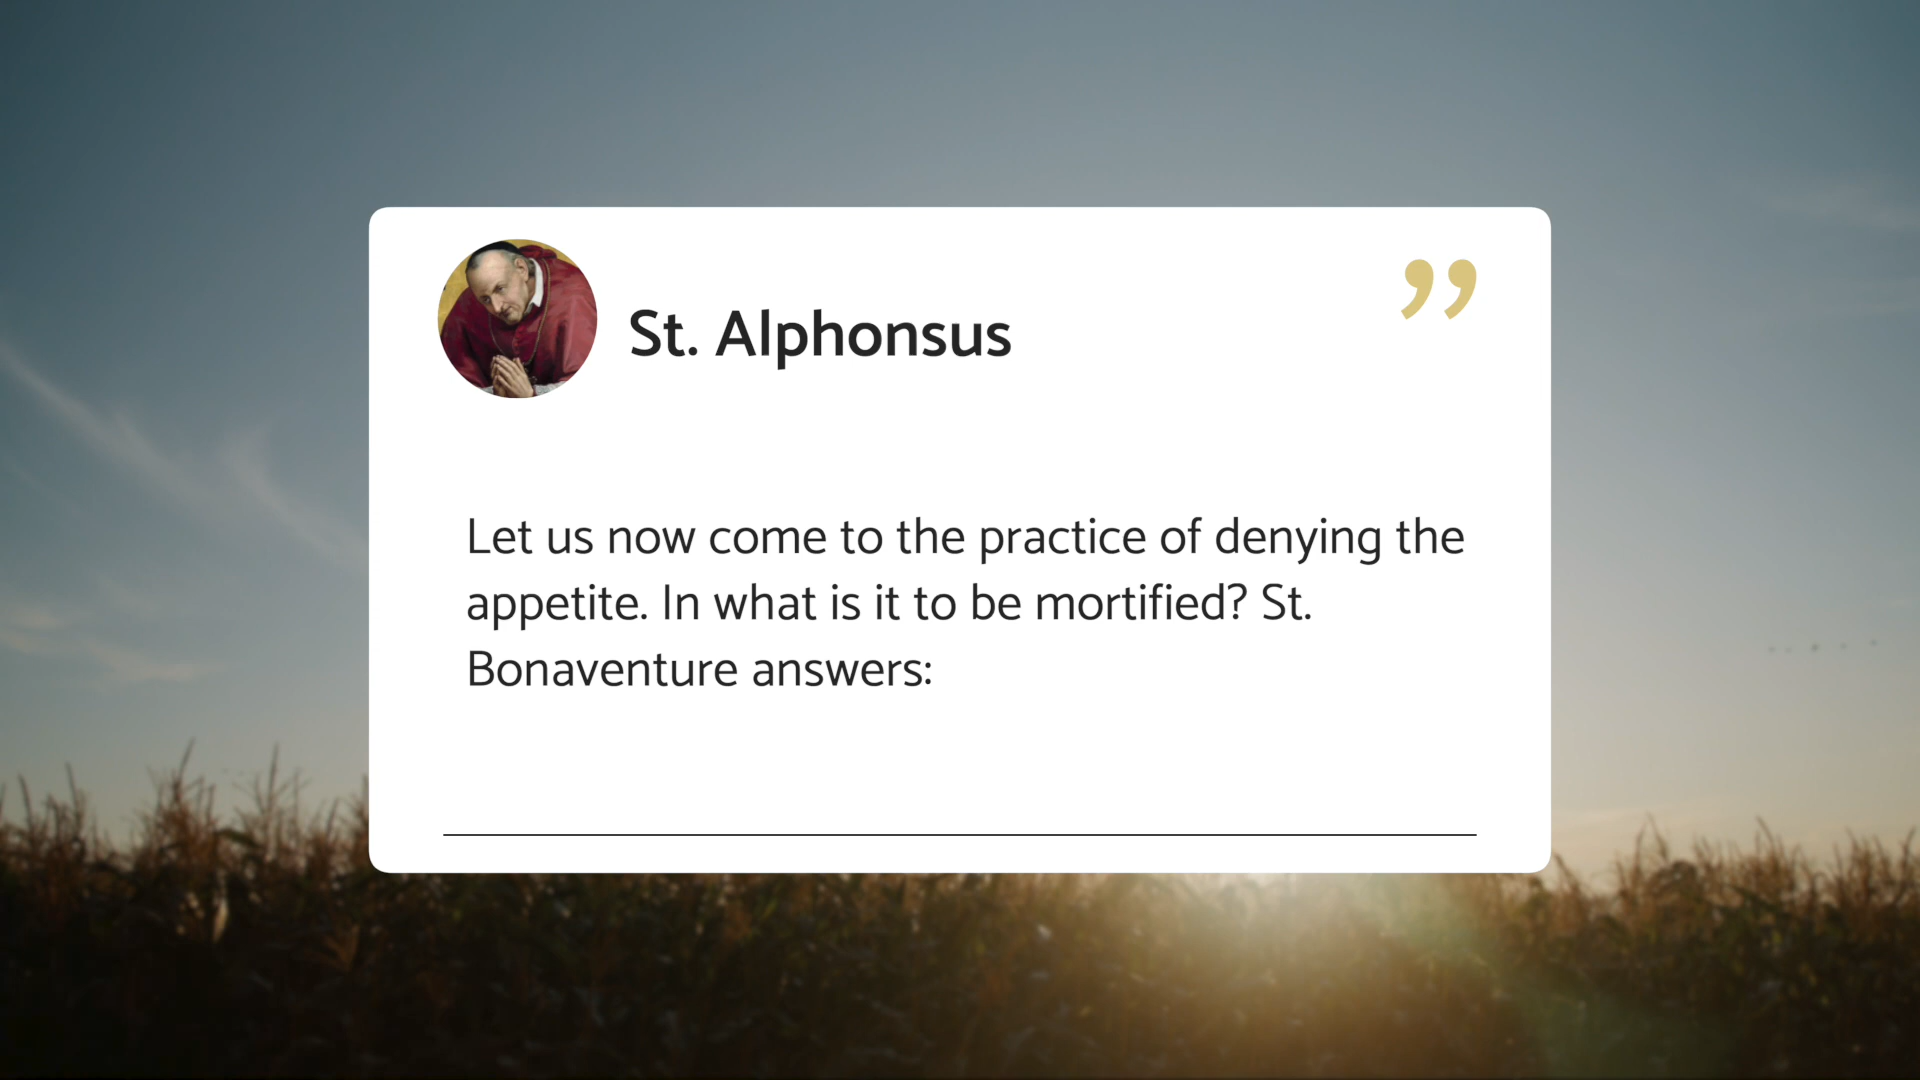 St. Alphonsus
”
Let us now come to the practice of denying the
appetite. In what is it to be mortified? St.
Bonaventure answers: